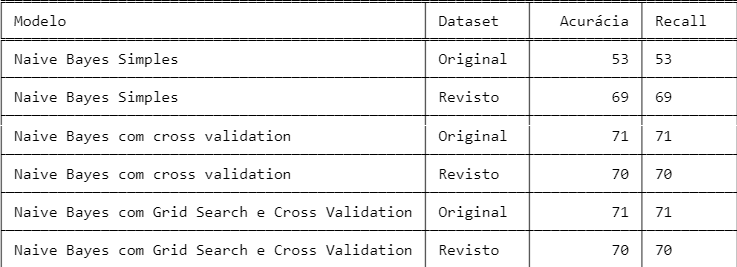 Modelo Dataset Acurácia Recall
Naive Bayes Simples Original 53 53
Naive Bayes Simples Revisto 69 69
Naive Bayes com cross validation Original 71 71
Naive Bayes com cross validation Revisto 70 70
Naive Bayes com Grid Search e Cross Validation Original 71 71
Naive Bayes com Grid Search e Cross Validation Revisto 70 70